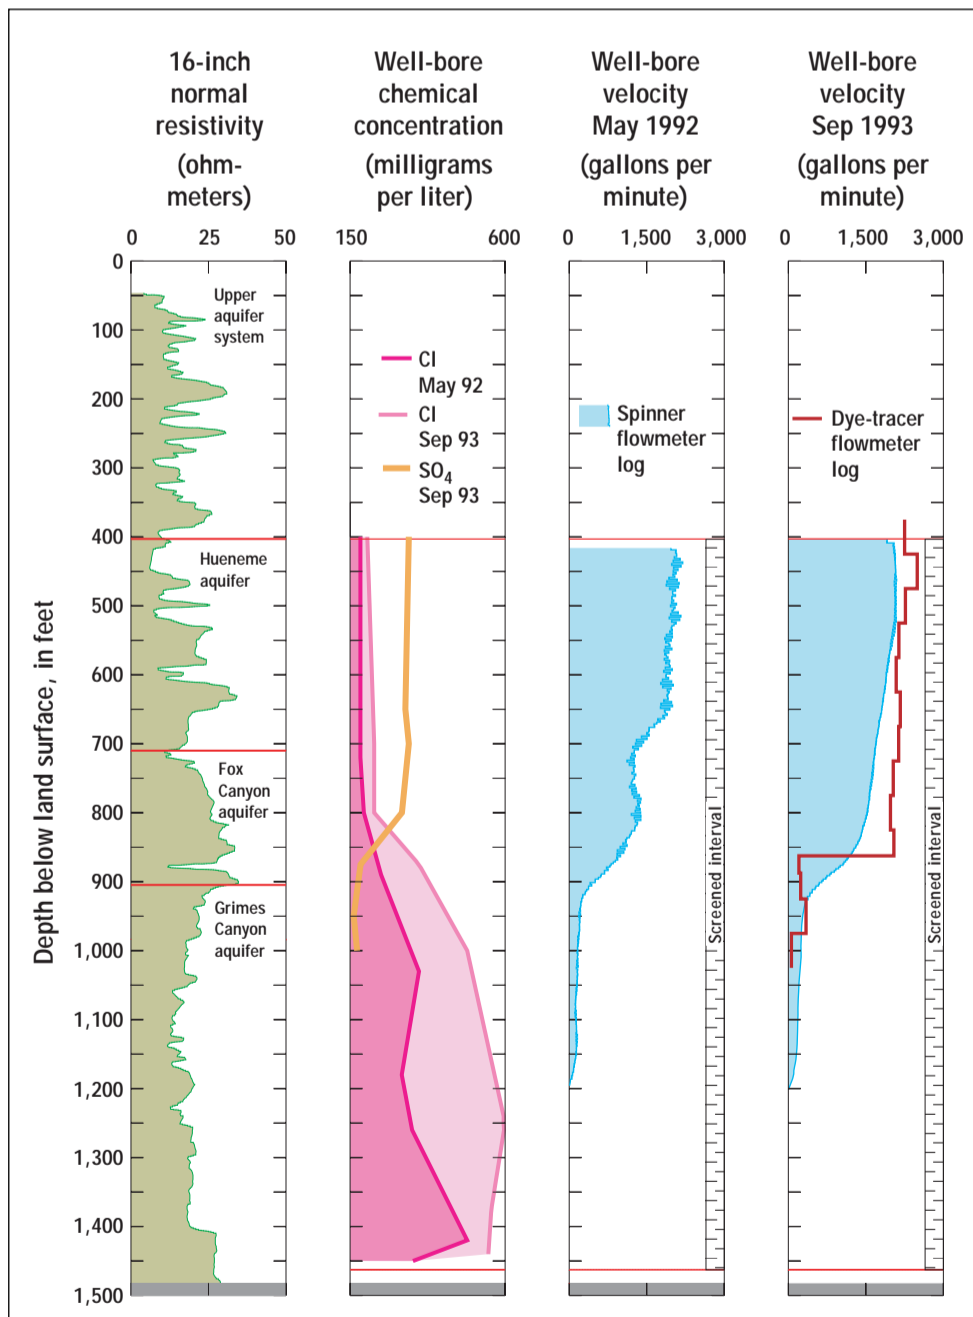 16-inch
normal
resistivity
(ohm-
meters)
Well-bore
chemical
concentration
(milligrams
per liter)
Well-bore
velocity
May 1992
(gallons per
minute)
Well-bore
velocity
Sep 1993
(gallons per
minute)
0 25 50
150 600
0 1,500 3,000
0 1,500 3,000
Depth below land surface, in feet
0
100
200
300
400
500
600
700
800
900
1,000
1,100
1,200
1,300
1,400
1,500
Upper
aquifer
system
Hueneme
aquifer
Fox
Canyon
aquifer
Grimes
Canyon
aquifer
CI
May 92
CI
Sep 93
SO4
Sep 93
Spinner
flowmeter
log
Screened interval
Dye-tracer
flowmeter
log
Screened interval